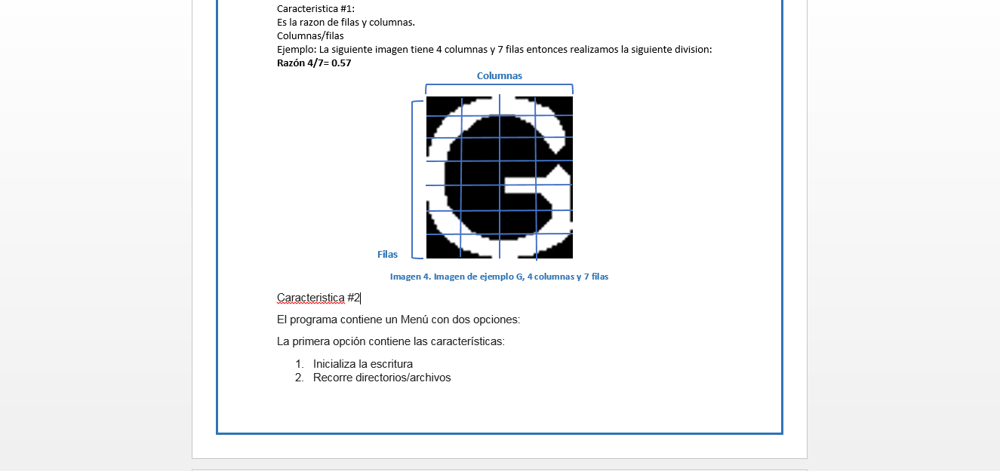 Caracteristica #1:
Es la razon de filas y columnas.
Columnas/filas
Ejemplo: La siguiente imagen tiene 4 columnas y 7 filas entonces realizamos la siguiente division:
Razón 4/7= 0.57
Columnas
G
Filas
Imagen 4. Imagen de ejemplo G, 4 columnas y 7 filas
Caracteristica #2
El programa contiene un Menú con dos opciones:
La primera opción contiene las características:
1. Inicializa la escritura
2. Recorre directorios/archivos